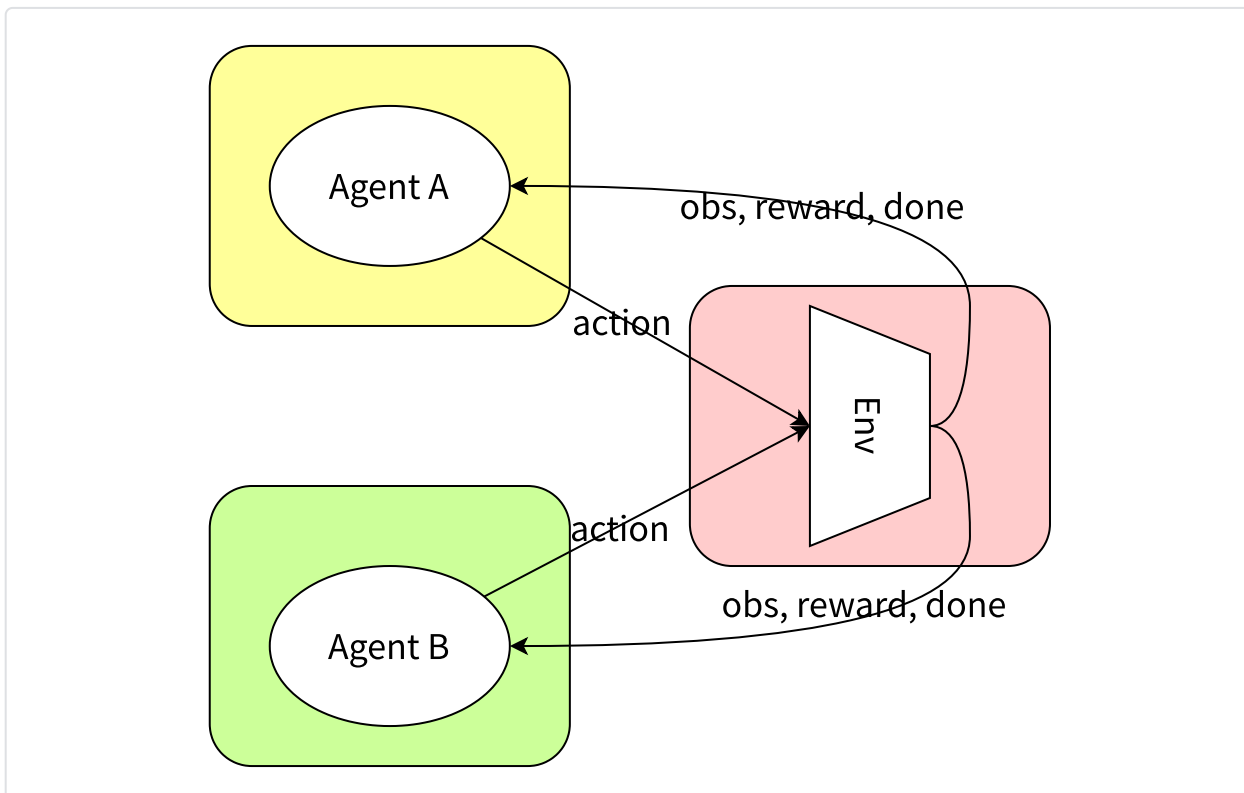 Agent A
obs, reward, done
action
Env
action
obs, reward, done
Agent B